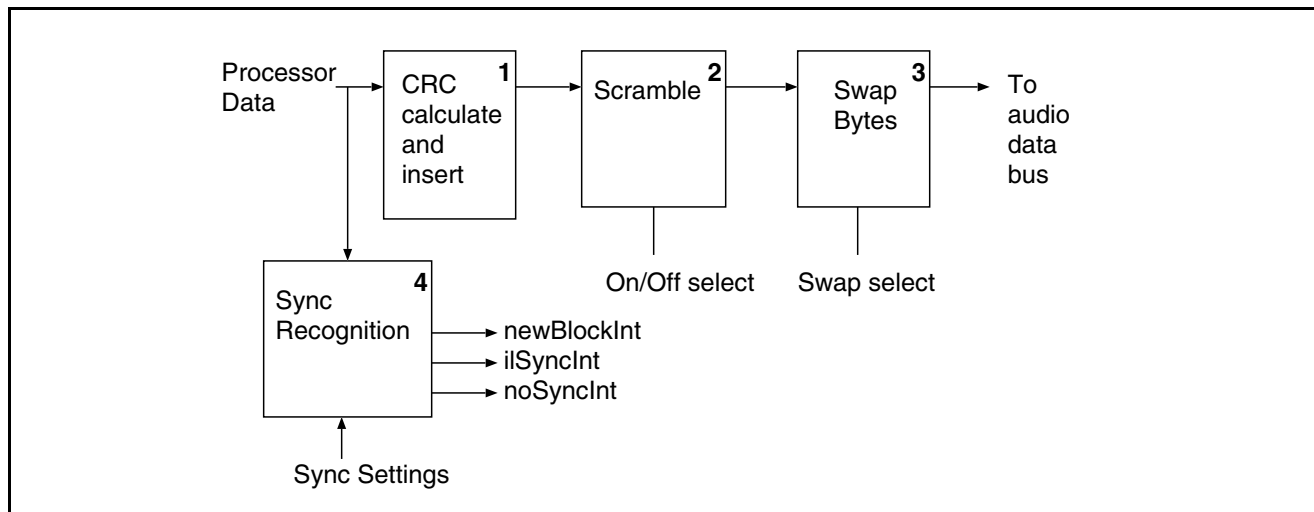 Processor
Data
1
CRC
calculate
and
insert
2
Scramble
3
Swap
Bytes
To
audio
data
bus
On/Off select
Swap select
4
Sync
Recognition
newBlockInt
ilSyncInt
noSyncInt
Sync Settings